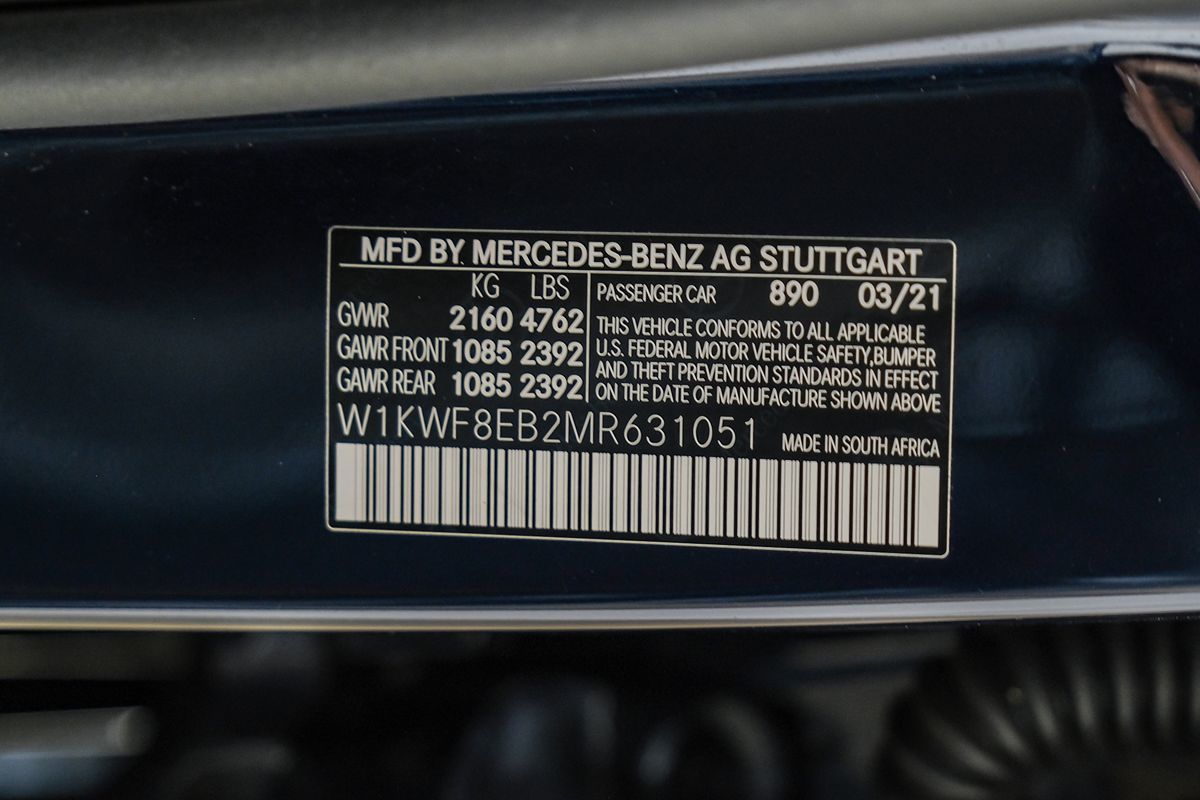 MFD BY MERCEDES-BENZ AG STUTTGART
KG LBS
GVWR 2160 4762
GAWR FRONT 1085 2392
GAWR REAR 1085 2392
PASSENGER CAR 890 03/21
THIS VEHICLE CONFORMS TO ALL APPLICABLE
U.S. FEDERAL MOTOR VEHICLE SAFETY,BUMPER
AND THEFT PREVENTION STANDARDS IN EFFECT
ON THE DATE OF MANUFACTURE SHOWN ABOVE
W1KWF8EB2MR631051
MADE IN SOUTH AFRICA